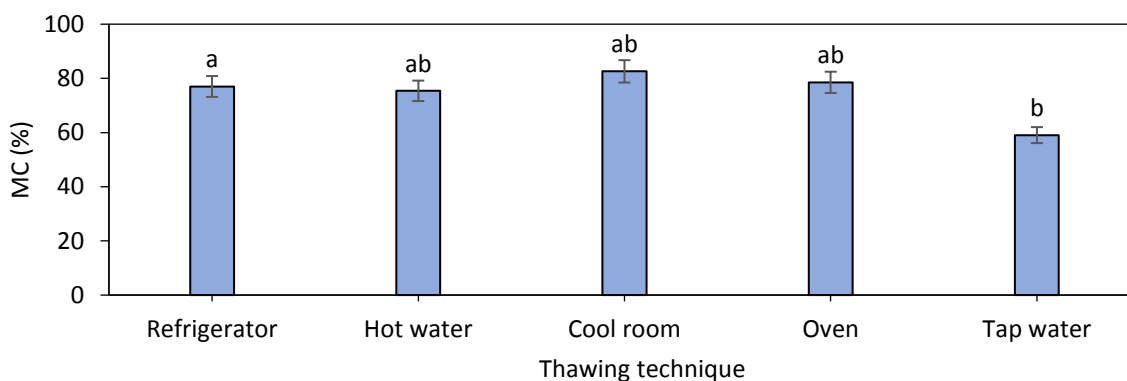 100
80
60
40
20
0
MC (%)
a
ab
ab
ab
b
Refrigerator
Hot water
Cool room
Oven
Tap water
Thawing technique